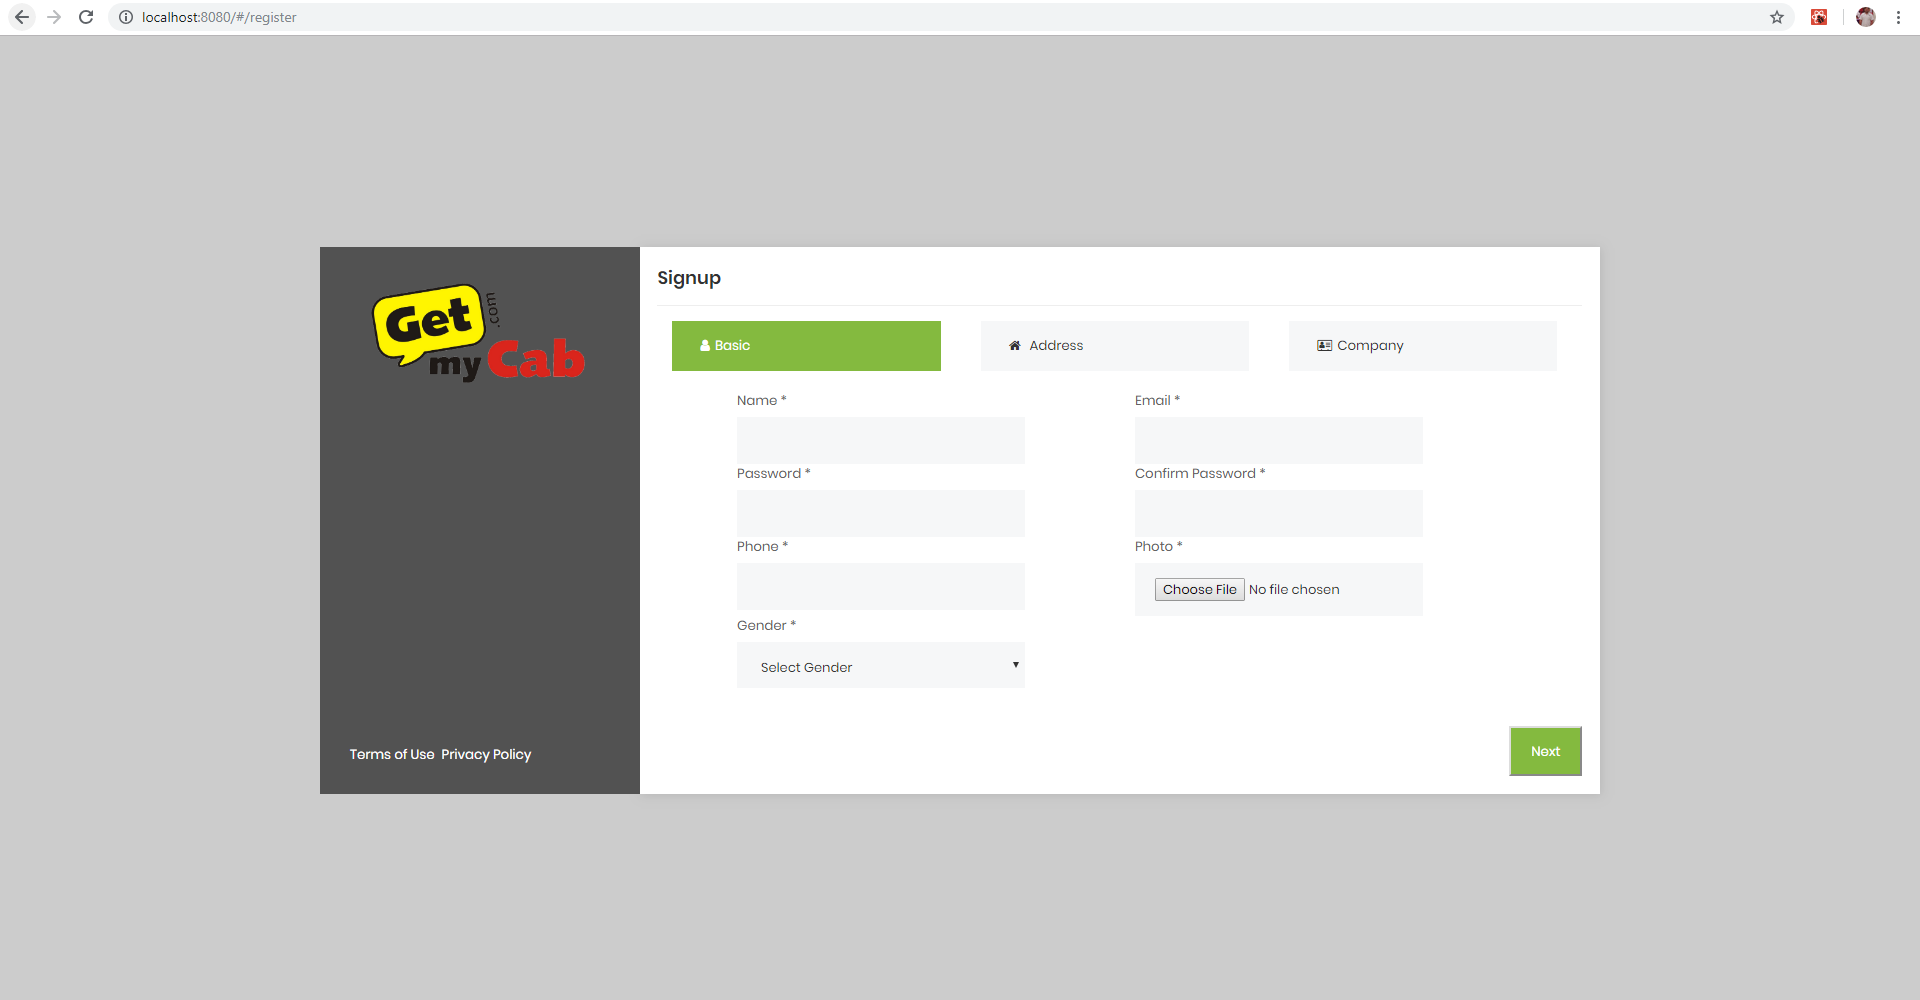 localhost:8080/#/register
Get
.com
my Cab
Signup
Basic
Address
Company
Name *
Email *
Password *
Confirm Password *
Phone *
Photo *
Choose File No file chosen
Gender *
Select Gender
Next
Terms of Use Privacy Policy